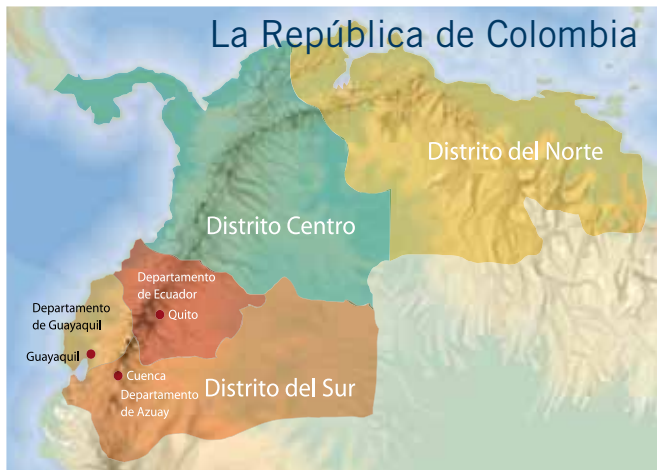 La República de Colombia
Distrito del Norte
Distrito Centro
Departamento
de Ecuador
Quito
Departamento
de Guayaquil
Guayaquil
Cuenca
Departamento
de Azuay
Distrito del Sur